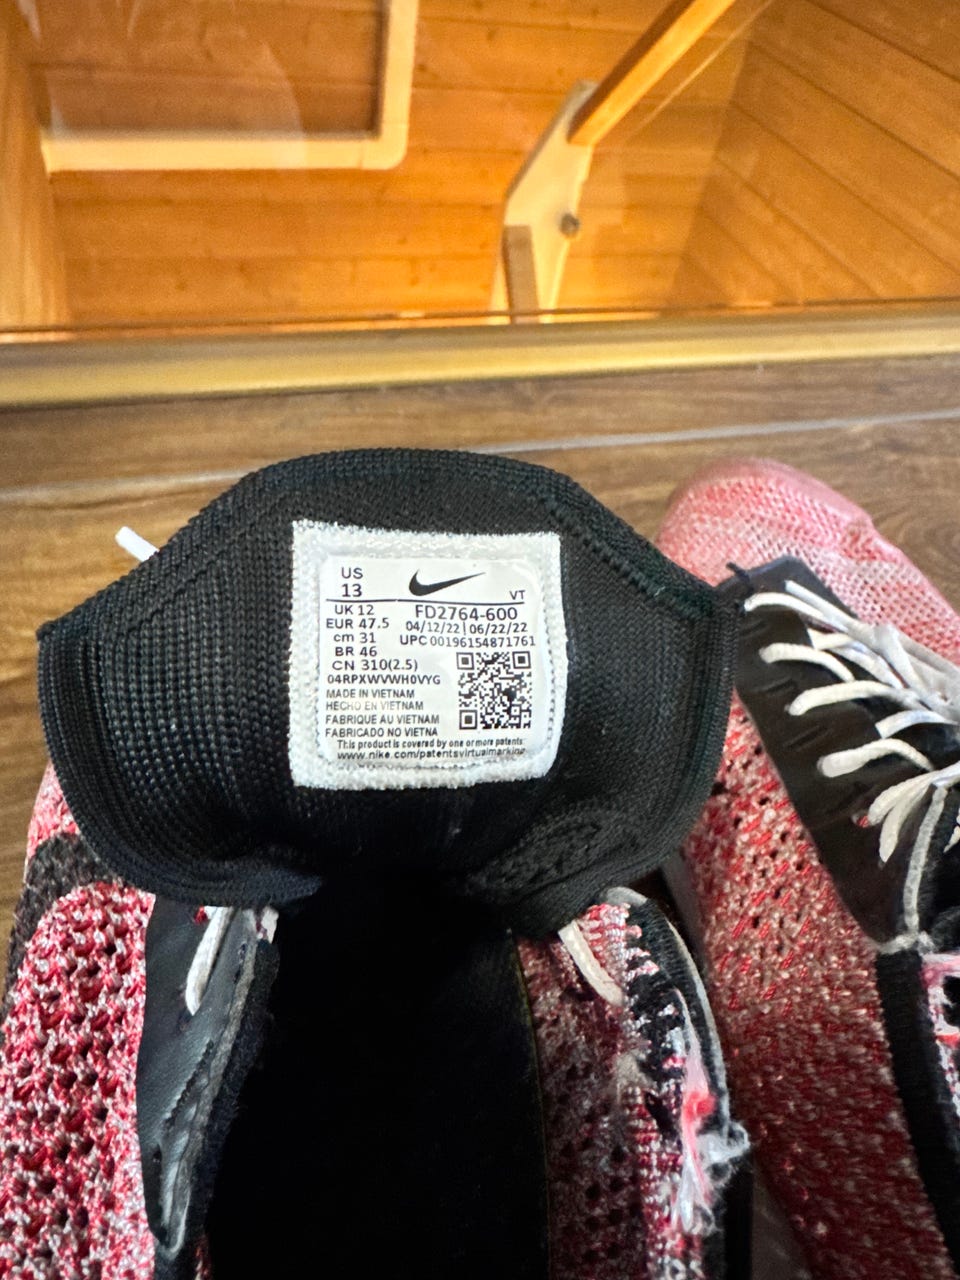 US
13
VT
UK 12
FD2764-600
EUR 47.5
04/12/22 | 06/22/22
cm 31
UPC 00196154871761
BR 46
CN 310(2.5)
04RPXWVWH0VYG
MADE IN VIETNAM
HECHO EN VIETNAM
FABRIQUE AU VIETNAM
FABRICADO NO VIETNA
This product is covered by one or more patents
www.nike.com/patentsvirtualmarking